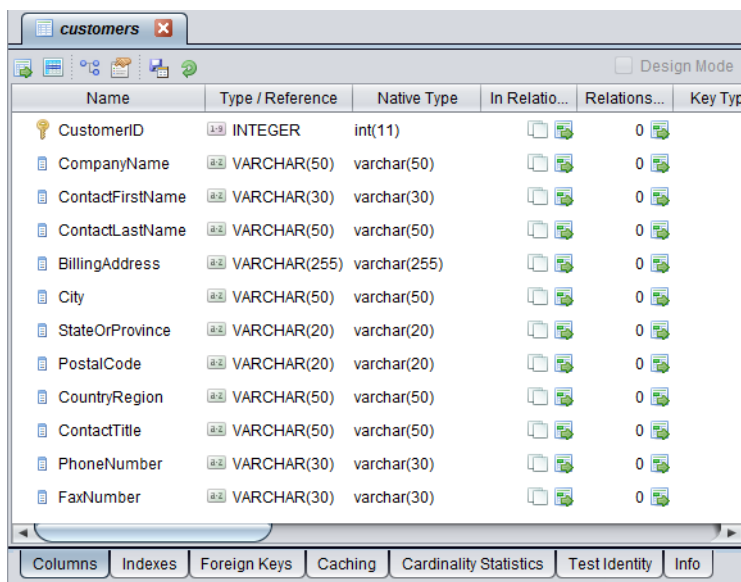 customers
Design Mode
Name Type / Reference Native Type In Relatio... Relations... Key Typ
CustomerID 1-9 INTEGER int(11) 0
CompanyName a-z VARCHAR(50) varchar(50) 0
ContactFirstName a-z VARCHAR(30) varchar(30) 0
ContactLastName a-z VARCHAR(50) varchar(50) 0
BillingAddress a-z VARCHAR(255) varchar(255) 0
City a-z VARCHAR(50) varchar(50) 0
StateOrProvince a-z VARCHAR(20) varchar(20) 0
PostalCode a-z VARCHAR(20) varchar(20) 0
CountryRegion a-z VARCHAR(50) varchar(50) 0
ContactTitle a-z VARCHAR(50) varchar(50) 0
PhoneNumber a-z VARCHAR(30) varchar(30) 0
FaxNumber a-z VARCHAR(30) varchar(30) 0
Columns Indexes Foreign Keys Caching Cardinality Statistics Test Identity Info